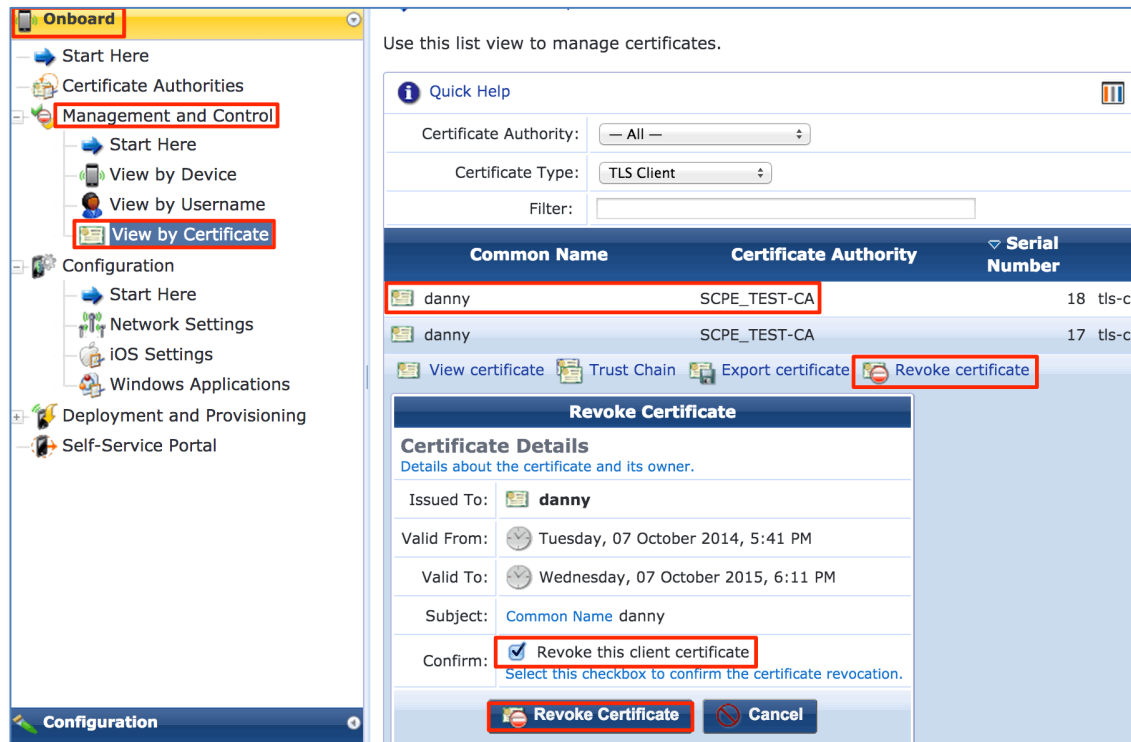 Onboard
Start Here
Certificate Authorities
Management and Control
Start Here
View by Device
View by Username
View by Certificate
Configuration
Start Here
Network Settings
iOS Settings
Windows Applications
Deployment and Provisioning
Self-Service Portal
Configuration
Use this list view to manage certificates.
Quick Help
Certificate Authority: — All —
Certificate Type: TLS Client
Filter:
Common Name Certificate Authority Serial Number
danny SCPE_TEST-CA 18 tls-c
danny SCPE_TEST-CA 17 tls-c
View certificate Trust Chain Export certificate Revoke certificate
Revoke Certificate
Certificate Details
Details about the certificate and its owner.
Issued To: danny
Valid From: Tuesday, 07 October 2014, 5:41 PM
Valid To: Wednesday, 07 October 2015, 6:11 PM
Subject: Common Name danny
Confirm: Revoke this client certificate
Select this checkbox to confirm the certificate revocation.
Revoke Certificate Cancel